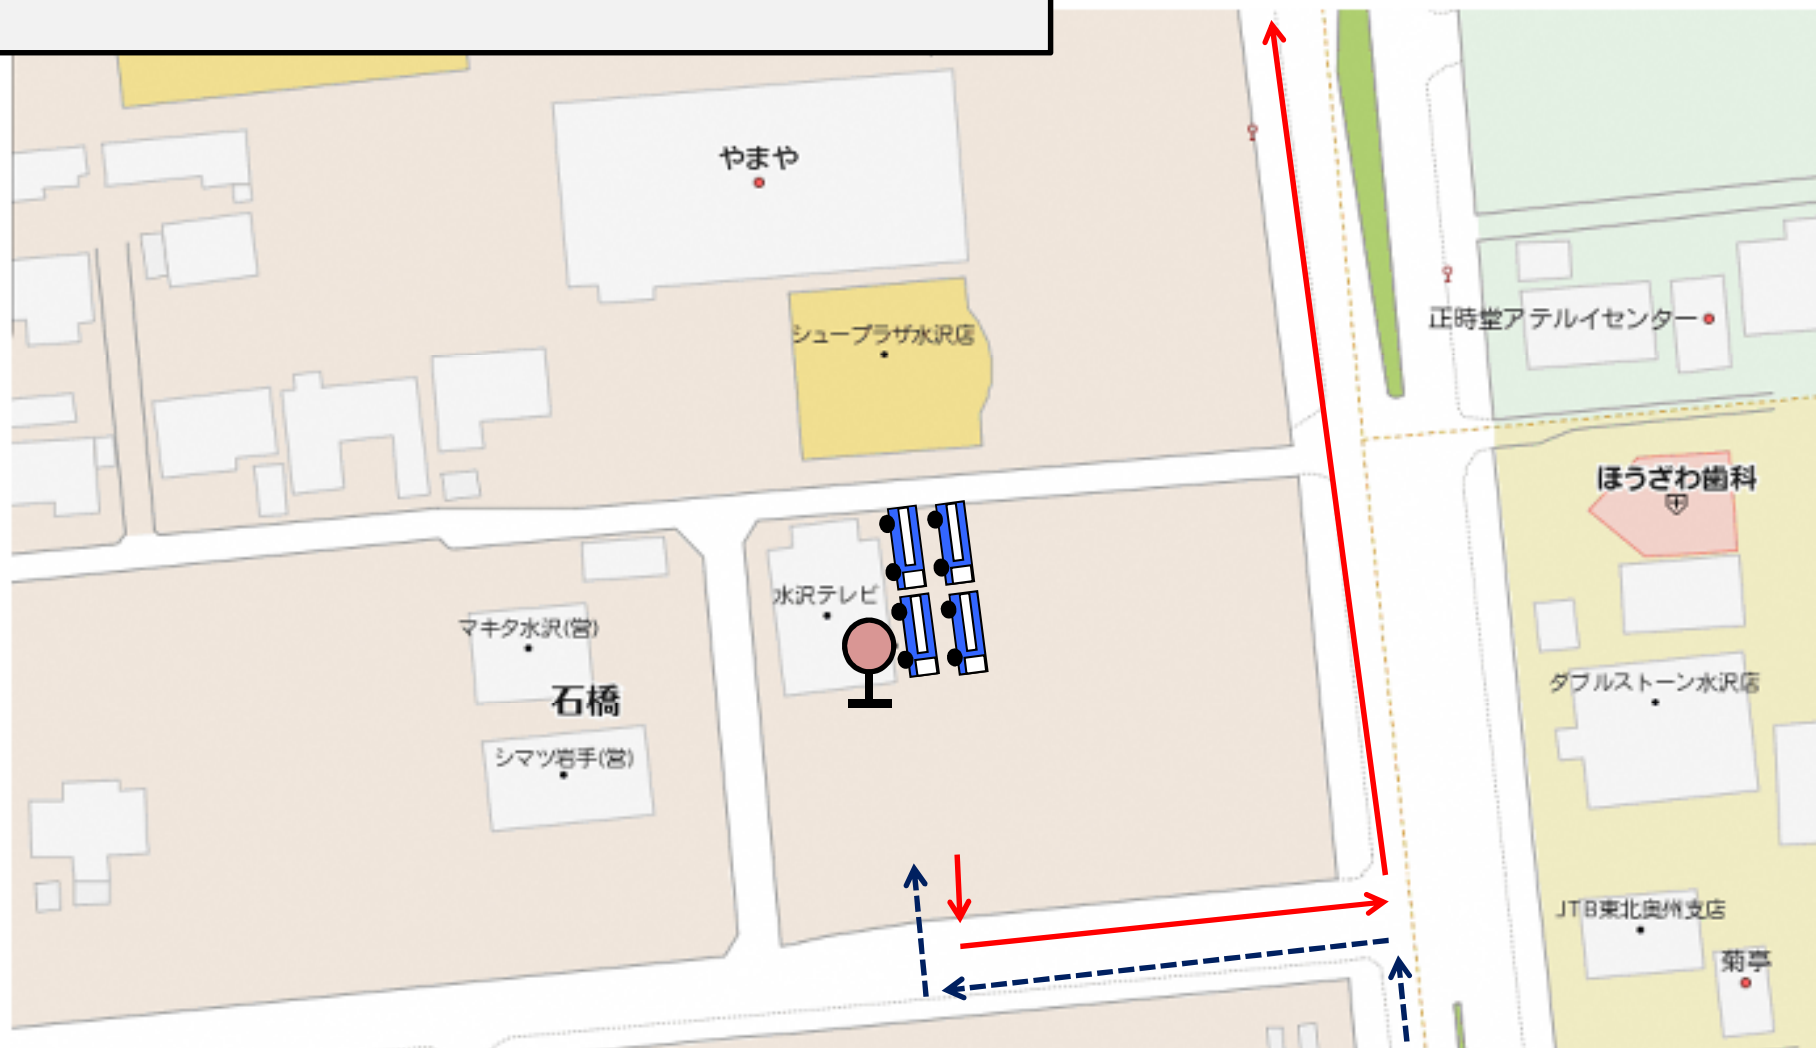 やまや
シュープラザ水沢店
正時堂アテルイセンター
ほうざわ歯科
水沢テレビ
マキタ水沢(営)
石橋
ダブルストーン水沢店
シマツ岩手(営)
JTB東北奥州支店
菊亭